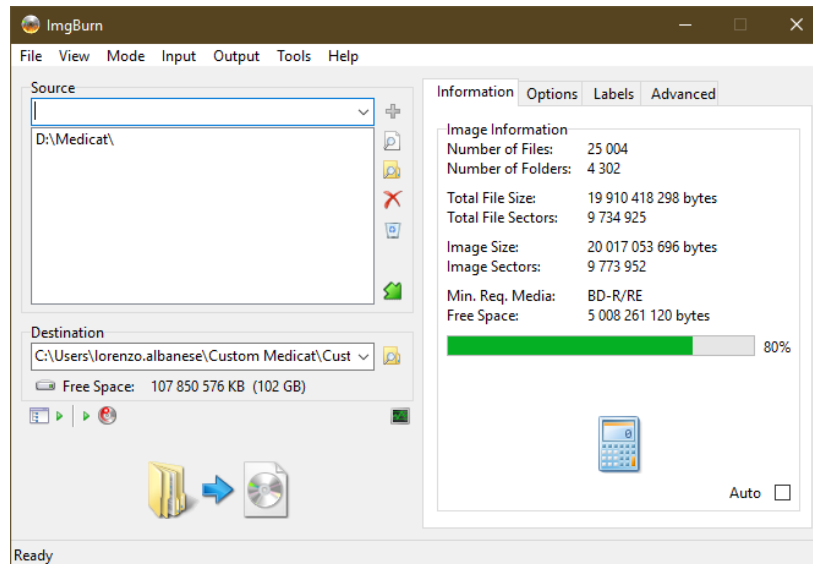 ImgBurn
File View Mode Input Output Tools Help
Source
D:\Medicat\
Destination
C:\Users\lorenzo.albanese\Custom Medicat\Cust
Free Space: 107 850 576 KB (102 GB)
Information Options Labels Advanced
Image Information
Number of Files: 25 004
Number of Folders: 4 302
Total File Size: 19 910 418 298 bytes
Total File Sectors: 9 734 925
Image Size: 20 017 053 696 bytes
Image Sectors: 9 773 952
Min. Req. Media: BD-R/RE
Free Space: 5 008 261 120 bytes
80%
0
Auto
Ready